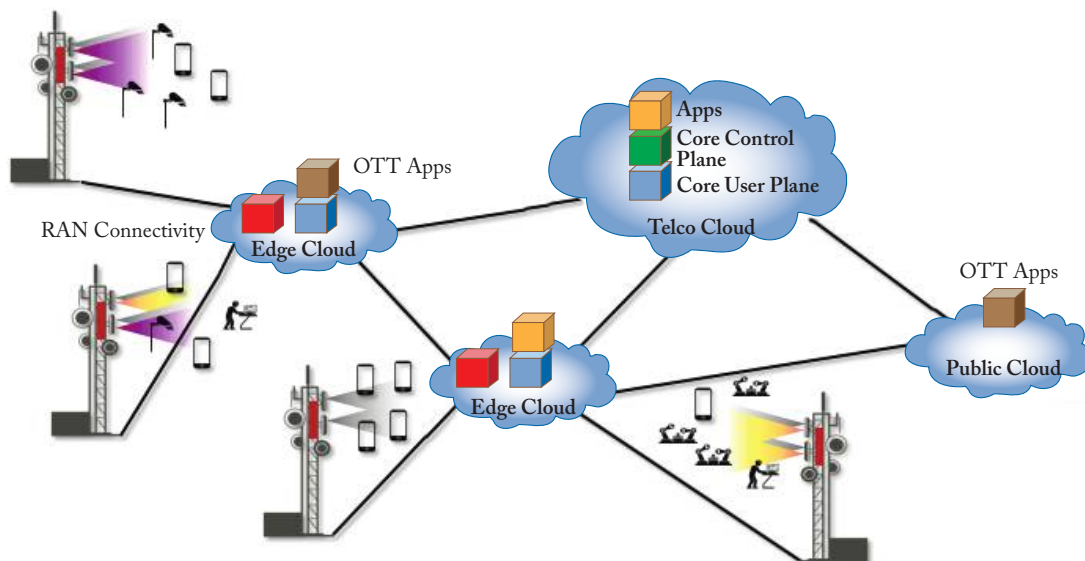 Apps
Core Control
Plane
Core User Plane
Telco Cloud
OTT Apps
RAN Connectivity
Edge Cloud
OTT Apps
Public Cloud
Edge Cloud